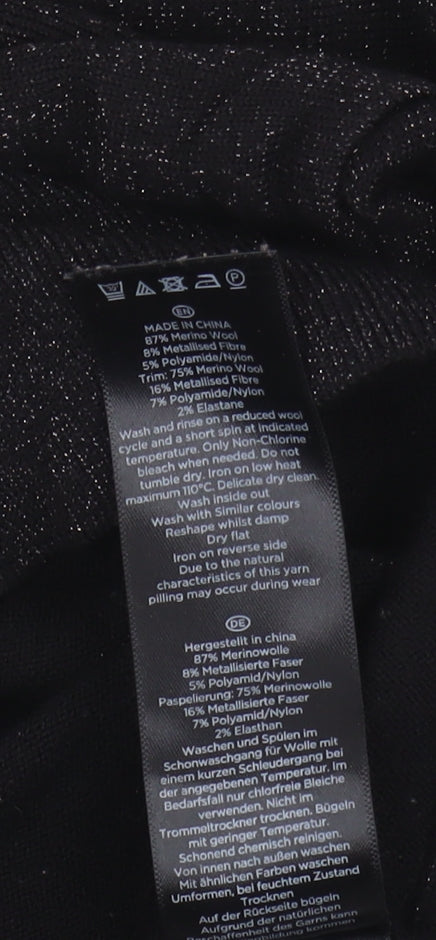 EN
MADE IN CHINA
87% Merino Wool
8% Metallised Fibre
5% Polyamide/Nylon
Trim: 75% Merino Wool
16% Metallised Fibre
7% Polyamide/Nylon
2% Elastane
Wash and rinse on a reduced wool
cycle and a short spin at indicated
temperature. Only Non-Chlorine
bleach when needed. Do not
tumble dry. Iron on low heat
maximum 110°C. Delicate dry clean.
Wash inside out
Wash with Similar colours
Reshape whilst damp
Dry flat
Iron on reverse side
Due to the natural
characteristics of this yarn
pilling may occur during wear
DE
Hergestellt in china
87% Merinowolle
8% Metallisierte Faser
5% Polyamid/Nylon
Paspelierung: 75% Merinowolle
16% Metallisierte Faser
7% Polyamid/Nylon
2% Elasthan
Waschen und Spülen im
Schonwaschgang für Wolle mit
einem kurzen Schleudergang bei
der angegebenen Temperatur. Im
Bedarfsfall nur chlorfreie Bleiche
verwenden. Nicht im
Trommeltrockner trocknen. Bügeln
mit geringer Temperatur.
Schonend chemisch reinigen.
Von innen nach außen waschen
Mit ähnlichen Farben waschen
Umformen, bei feuchtem Zustand
Trocknen
Auf der Rückseite bügeln
Aufgrund der natürlichen
Beschaffenheit des Garns kann